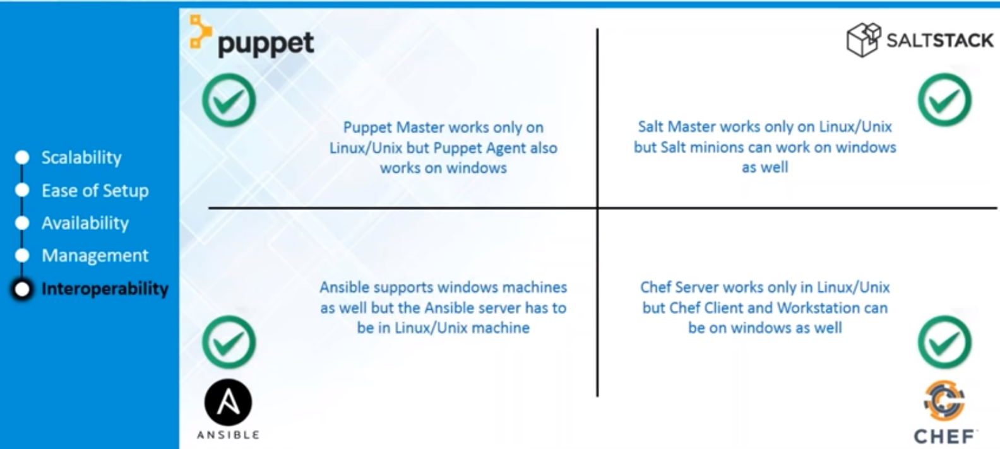 Scalability
Ease of Setup
Availability
Management
Interoperability
puppet
Puppet Master works only on
Linux/Unix but Puppet Agent also
works on windows
SALTSTACK
Salt Master works only on Linux/Unix
but Salt minions can work on windows
as well
Ansible supports windows machines
as well but the Ansible server has to
be in Linux/Unix machine
ANSIBLE
Chef Server works only in Linux/Unix
but Chef Client and Workstation can
be on windows as well
CHEF